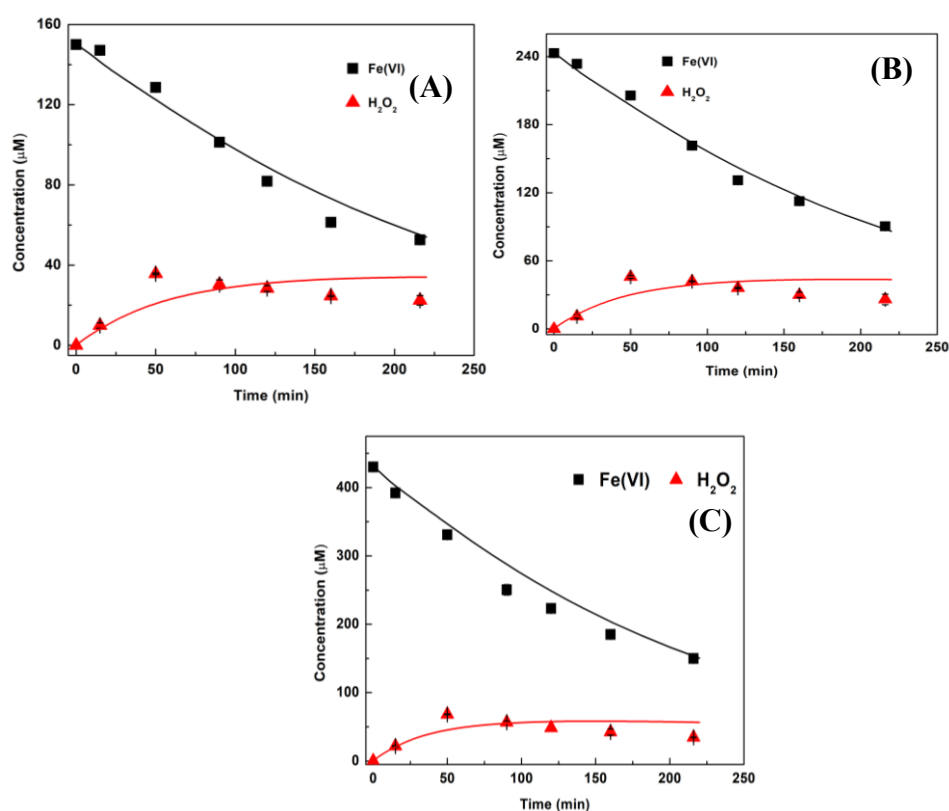 160
120
80
40
0
Concentration (μM)
0 50 100 150 200 250
Time (min)
Fe(VI)
H₂O₂
(A)
240
180
120
60
0
Concentration (μM)
0 50 100 150 200 250
Time (min)
Fe(VI)
H₂O₂
(B)
400
300
250
200
100
50
0
Concentration (μM)
0 50 100 150 200 250
Time (min)
Fe(VI) H₂O₂
(C)